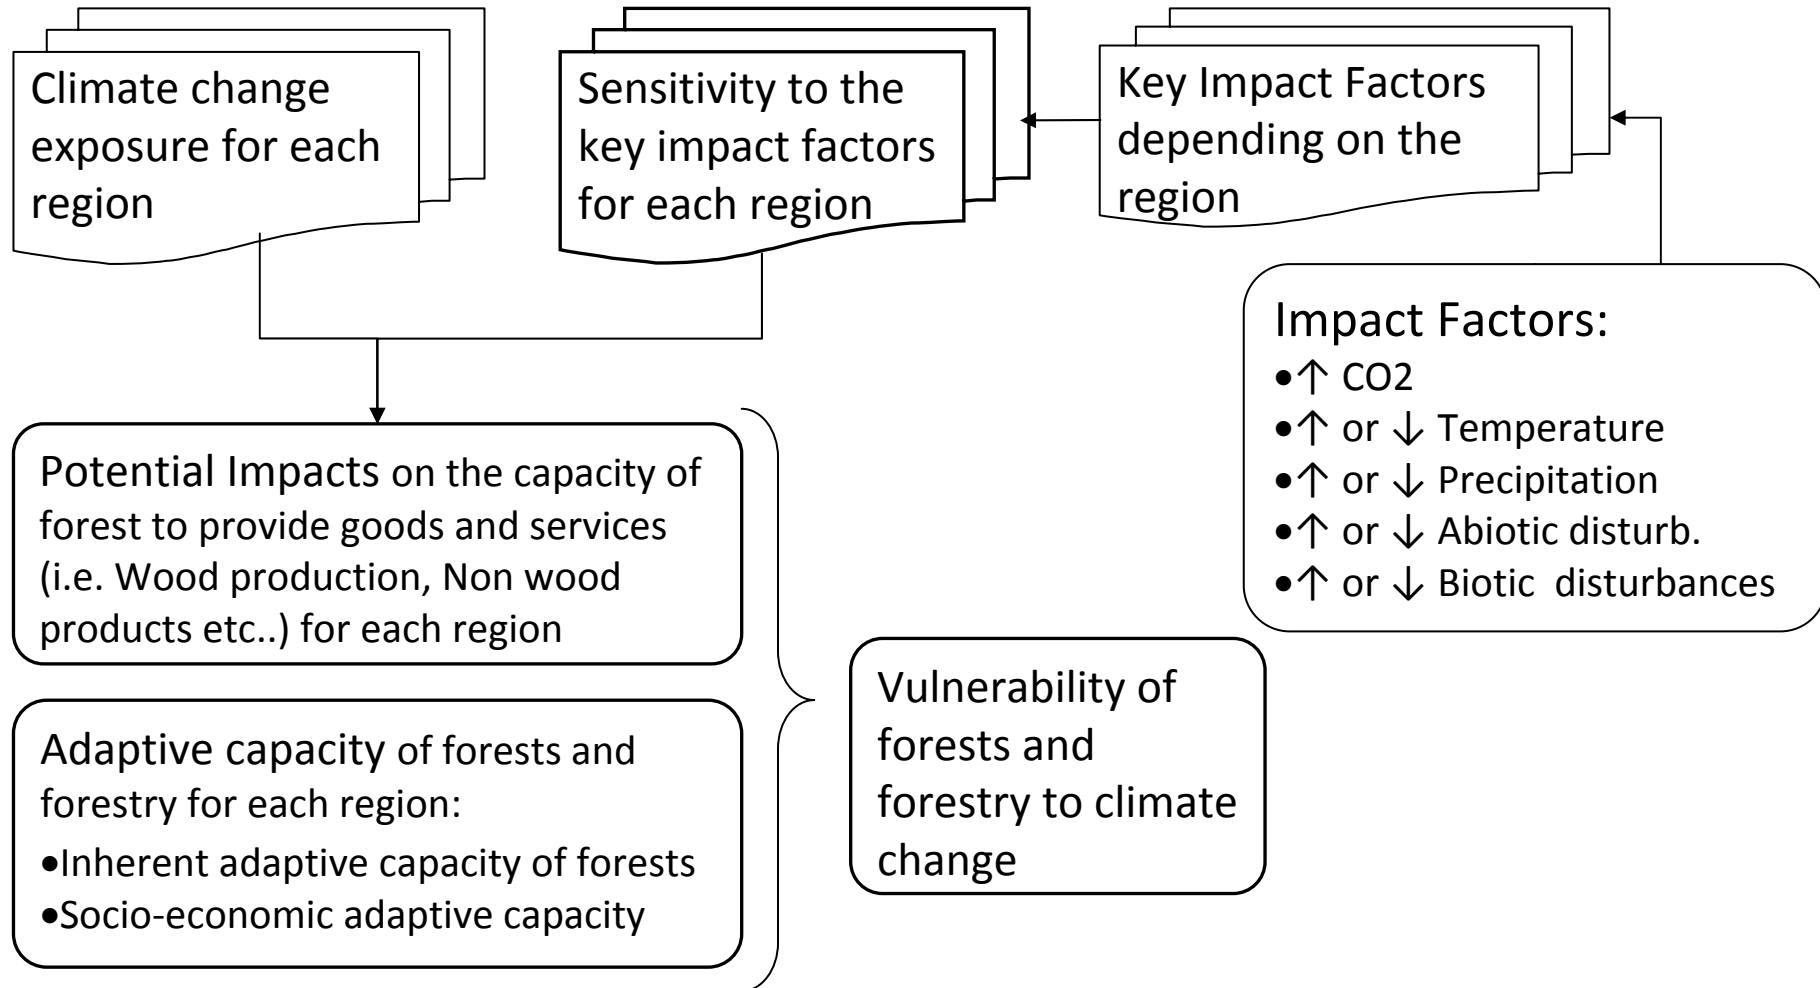 Climate change
exposure for each
region
Sensitivity to the
key impact factors
for each region
Key Impact Factors
depending on the
region
Impact Factors:
•↑ CO2
•↑ or ↓ Temperature
•↑ or ↓ Precipitation
•↑ or ↓ Abiotic disturb.
•↑ or ↓ Biotic disturbances
Potential Impacts on the capacity of
forest to provide goods and services
(i.e. Wood production, Non wood
products etc..) for each region
Adaptive capacity of forests and
forestry for each region:
•Inherent adaptive capacity of forests
•Socio-economic adaptive capacity
Vulnerability of
forests and
forestry to climate
change